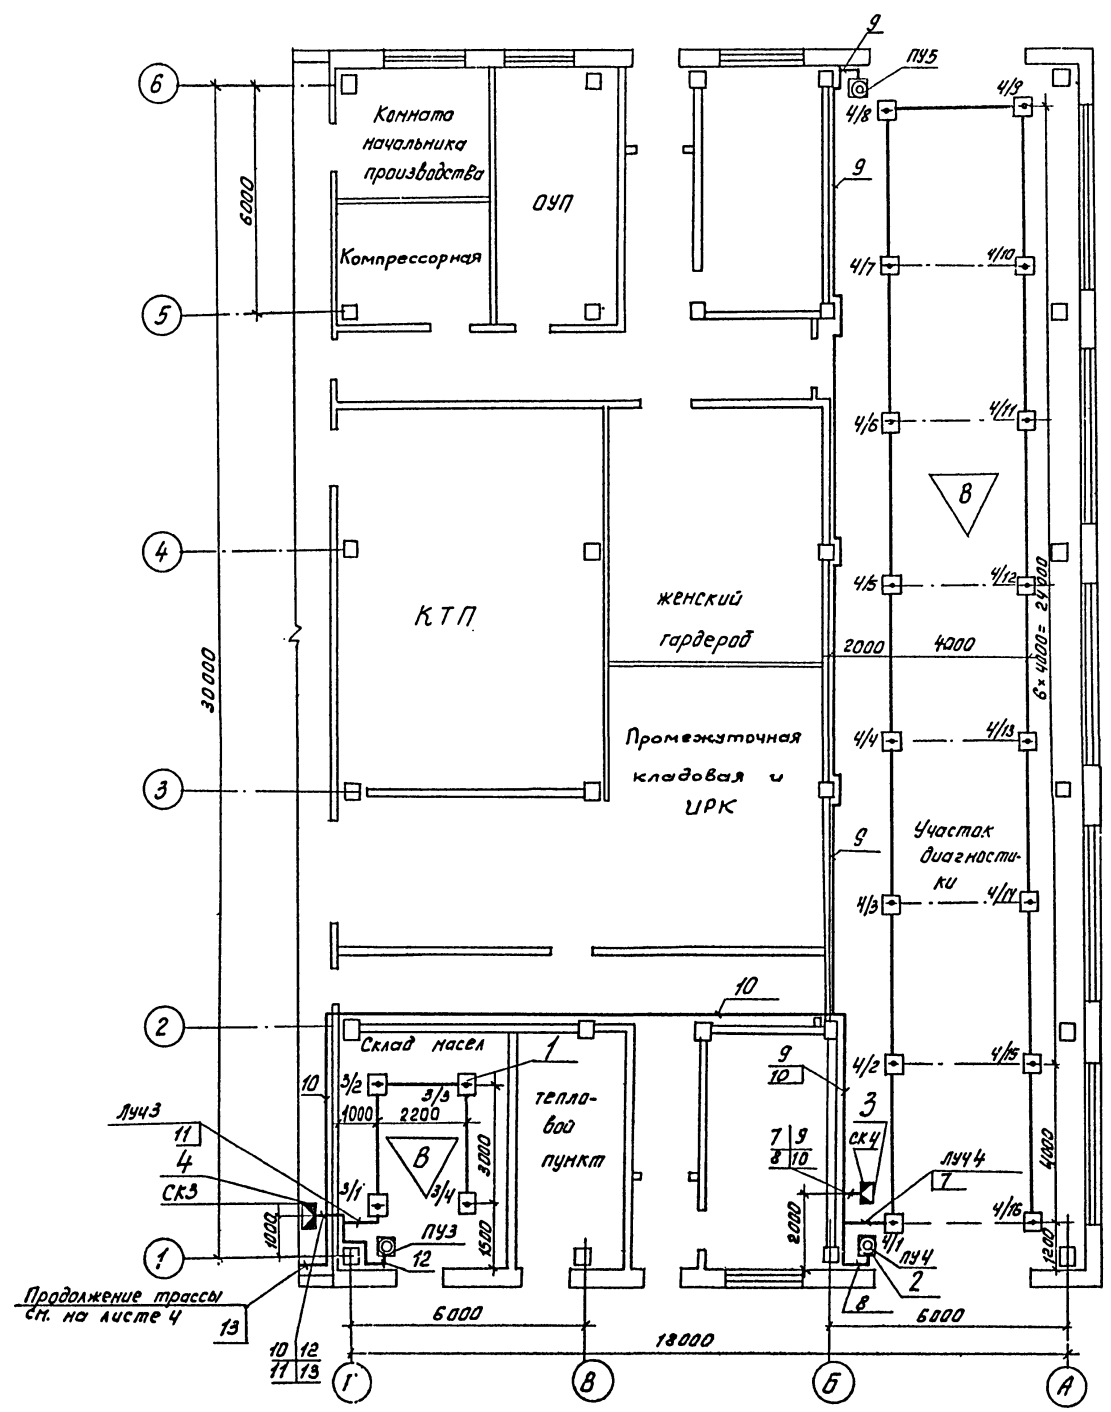 9
ПУ5
6
4/8
4/9
Комната
начальника
производства
ОУП
9
6000
Компрессорная
4/7
4/10
5
4/6
4/11
В
4
4/5
4/12
КТП
женский
гардероб
2000
4000
6×4000=24000
30000
4/4
4/13
Промежуточная
кладовая и
ИРК
3
Участок
диагности-
ки
9
4/3
4/14
10
2
Склад масел
1
4/2
4/15
9
10
10
3/2
3/3
1000
2200
тепло-
вой
пункт
3
Луч3
11
4
СК3
В
3000
7 9
8 10
СК4
ЛУЧ4
7
4000
3/1
3/4
1000
1500
2000
4/16
4/1
1200
ПУ3
12
ПУ4
2
1
8
Продолжение трассы
см. на листе 4
13
6000
6000
10 12
11 13
18000
Г
В
Б
А